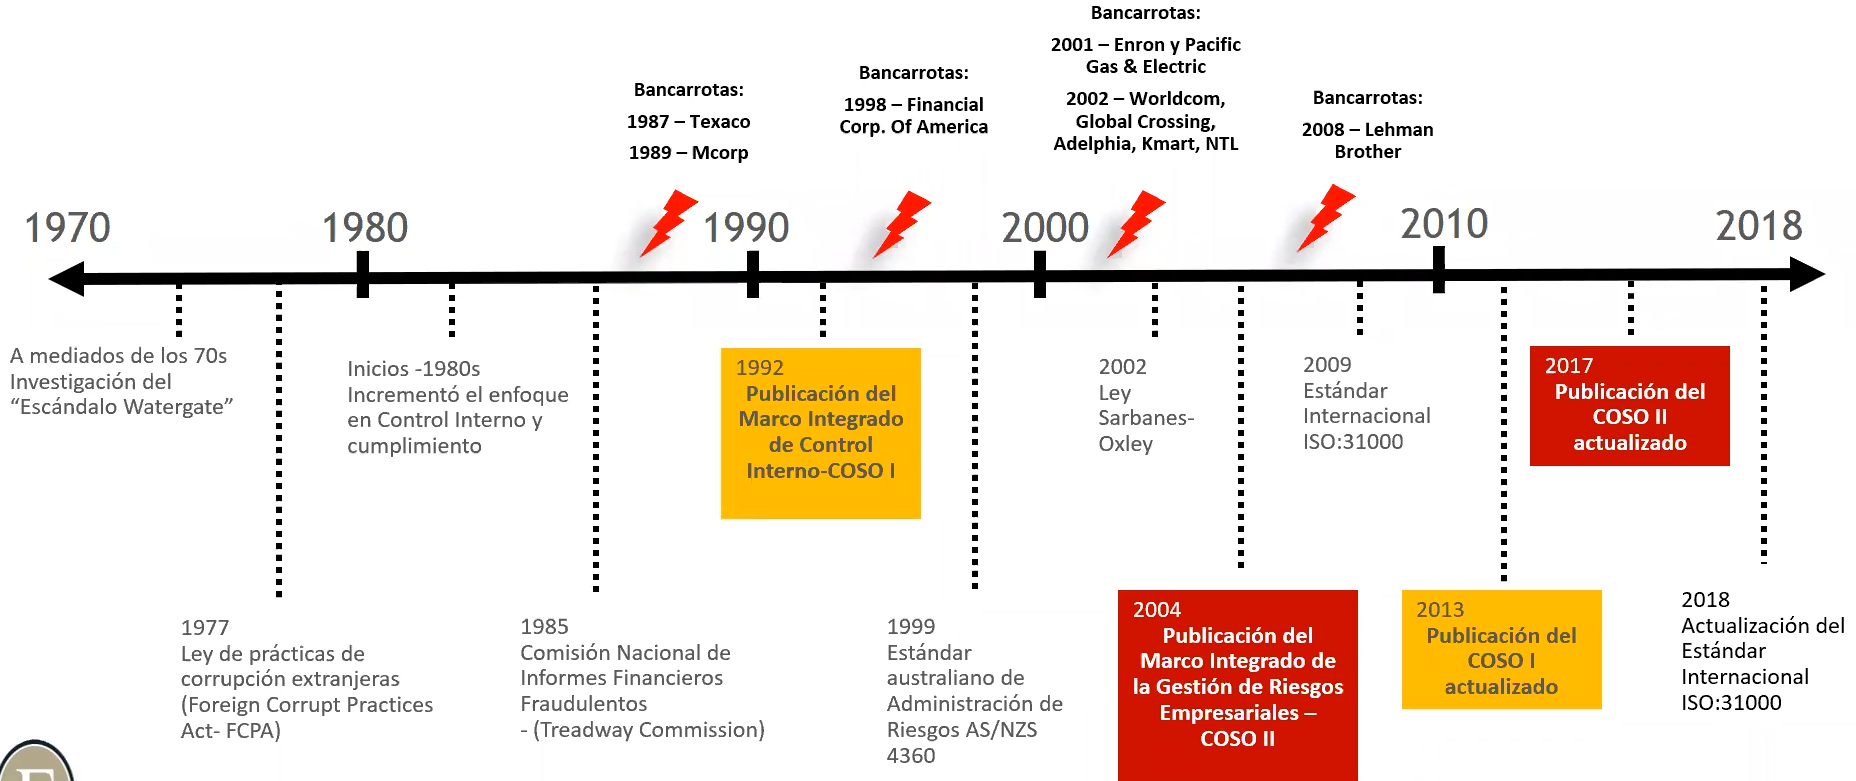 Bancarrotas:
1987 – Texaco
1989 – Mcorp
Bancarrotas:
1998 – Financial
Corp. Of America
Bancarrotas:
2001 – Enron y Pacific
Gas & Electric
2002 – Worldcom,
Global Crossing,
Adelphia, Kmart, NTL
Bancarrotas:
2008 – Lehman
Brother
1970
1980
1990
2000
2010
2018
A mediados de los 70s
Investigación del
“Escándalo Watergate”
1977
Ley de prácticas de
corrupción extranjeras
(Foreign Corrupt Practices
Act- FCPA)
Inicios -1980s
Incrementó el enfoque
en Control Interno y
cumplimiento
1985
Comisión Nacional de
Informes Financieros
Fraudulentos
- (Treadway Commission)
1992
Publicación del
Marco Integrado
de Control
Interno-COSO I
1999
Estándar
australiano de
Administración de
Riesgos AS/NZS
4360
2002
Ley
Sarbanes-
Oxley
2004
Publicación del
Marco Integrado de
la Gestión de Riesgos
Empresariales –
COSO II
2009
Estándar
Internacional
ISO:31000
2013
Publicación del
COSO I
actualizado
2017
Publicación del
COSO II
actualizado
2018
Actualización del
Estándar
Internacional
ISO:31000